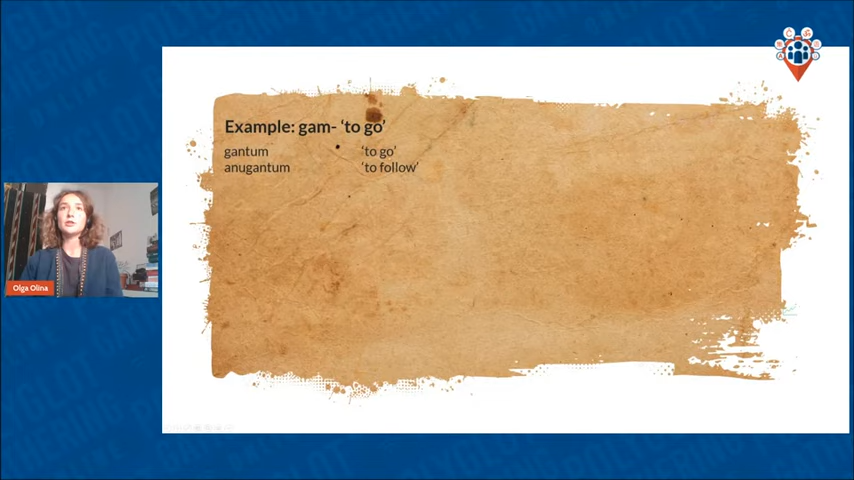 Example: gam- ‘to go’
gantum ‘to go’
anugantum ‘to follow’
Olga Olina